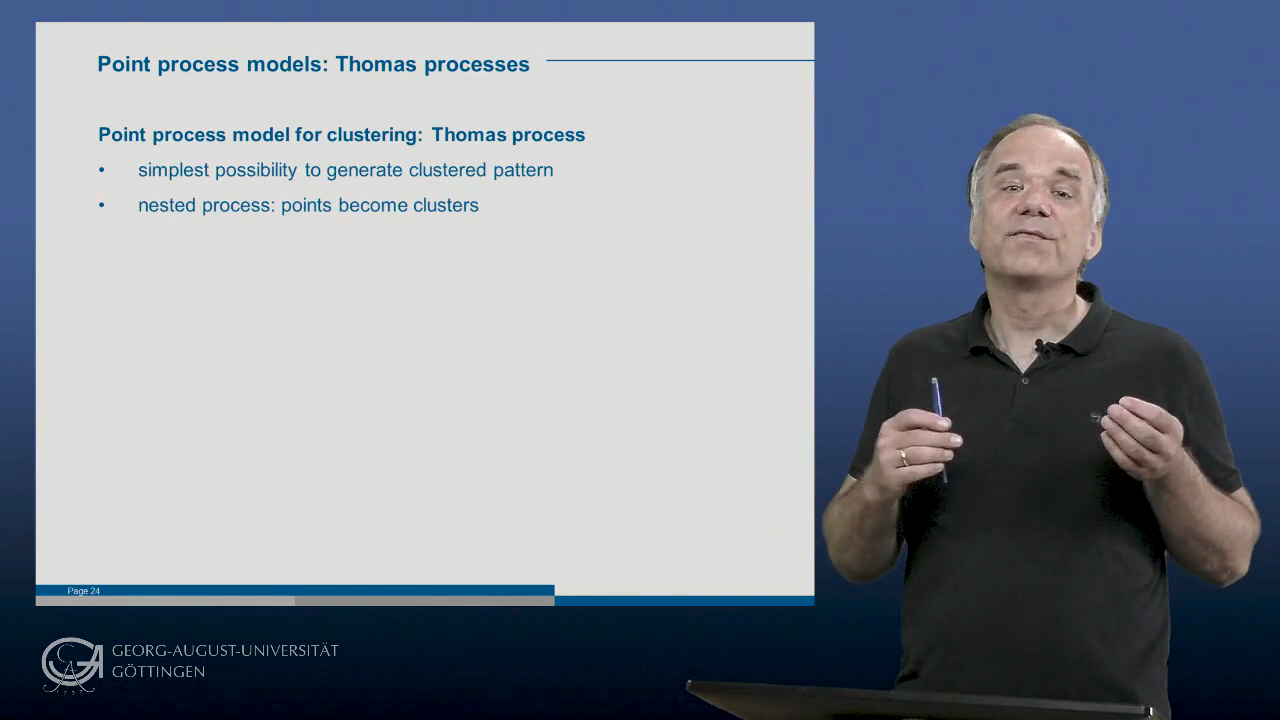 Point process models: Thomas processes
Point process model for clustering: Thomas process
• simplest possibility to generate clustered pattern
• nested process: points become clusters
Page 24
GEORG-AUGUST-UNIVERSITÄT
GÖTTINGEN